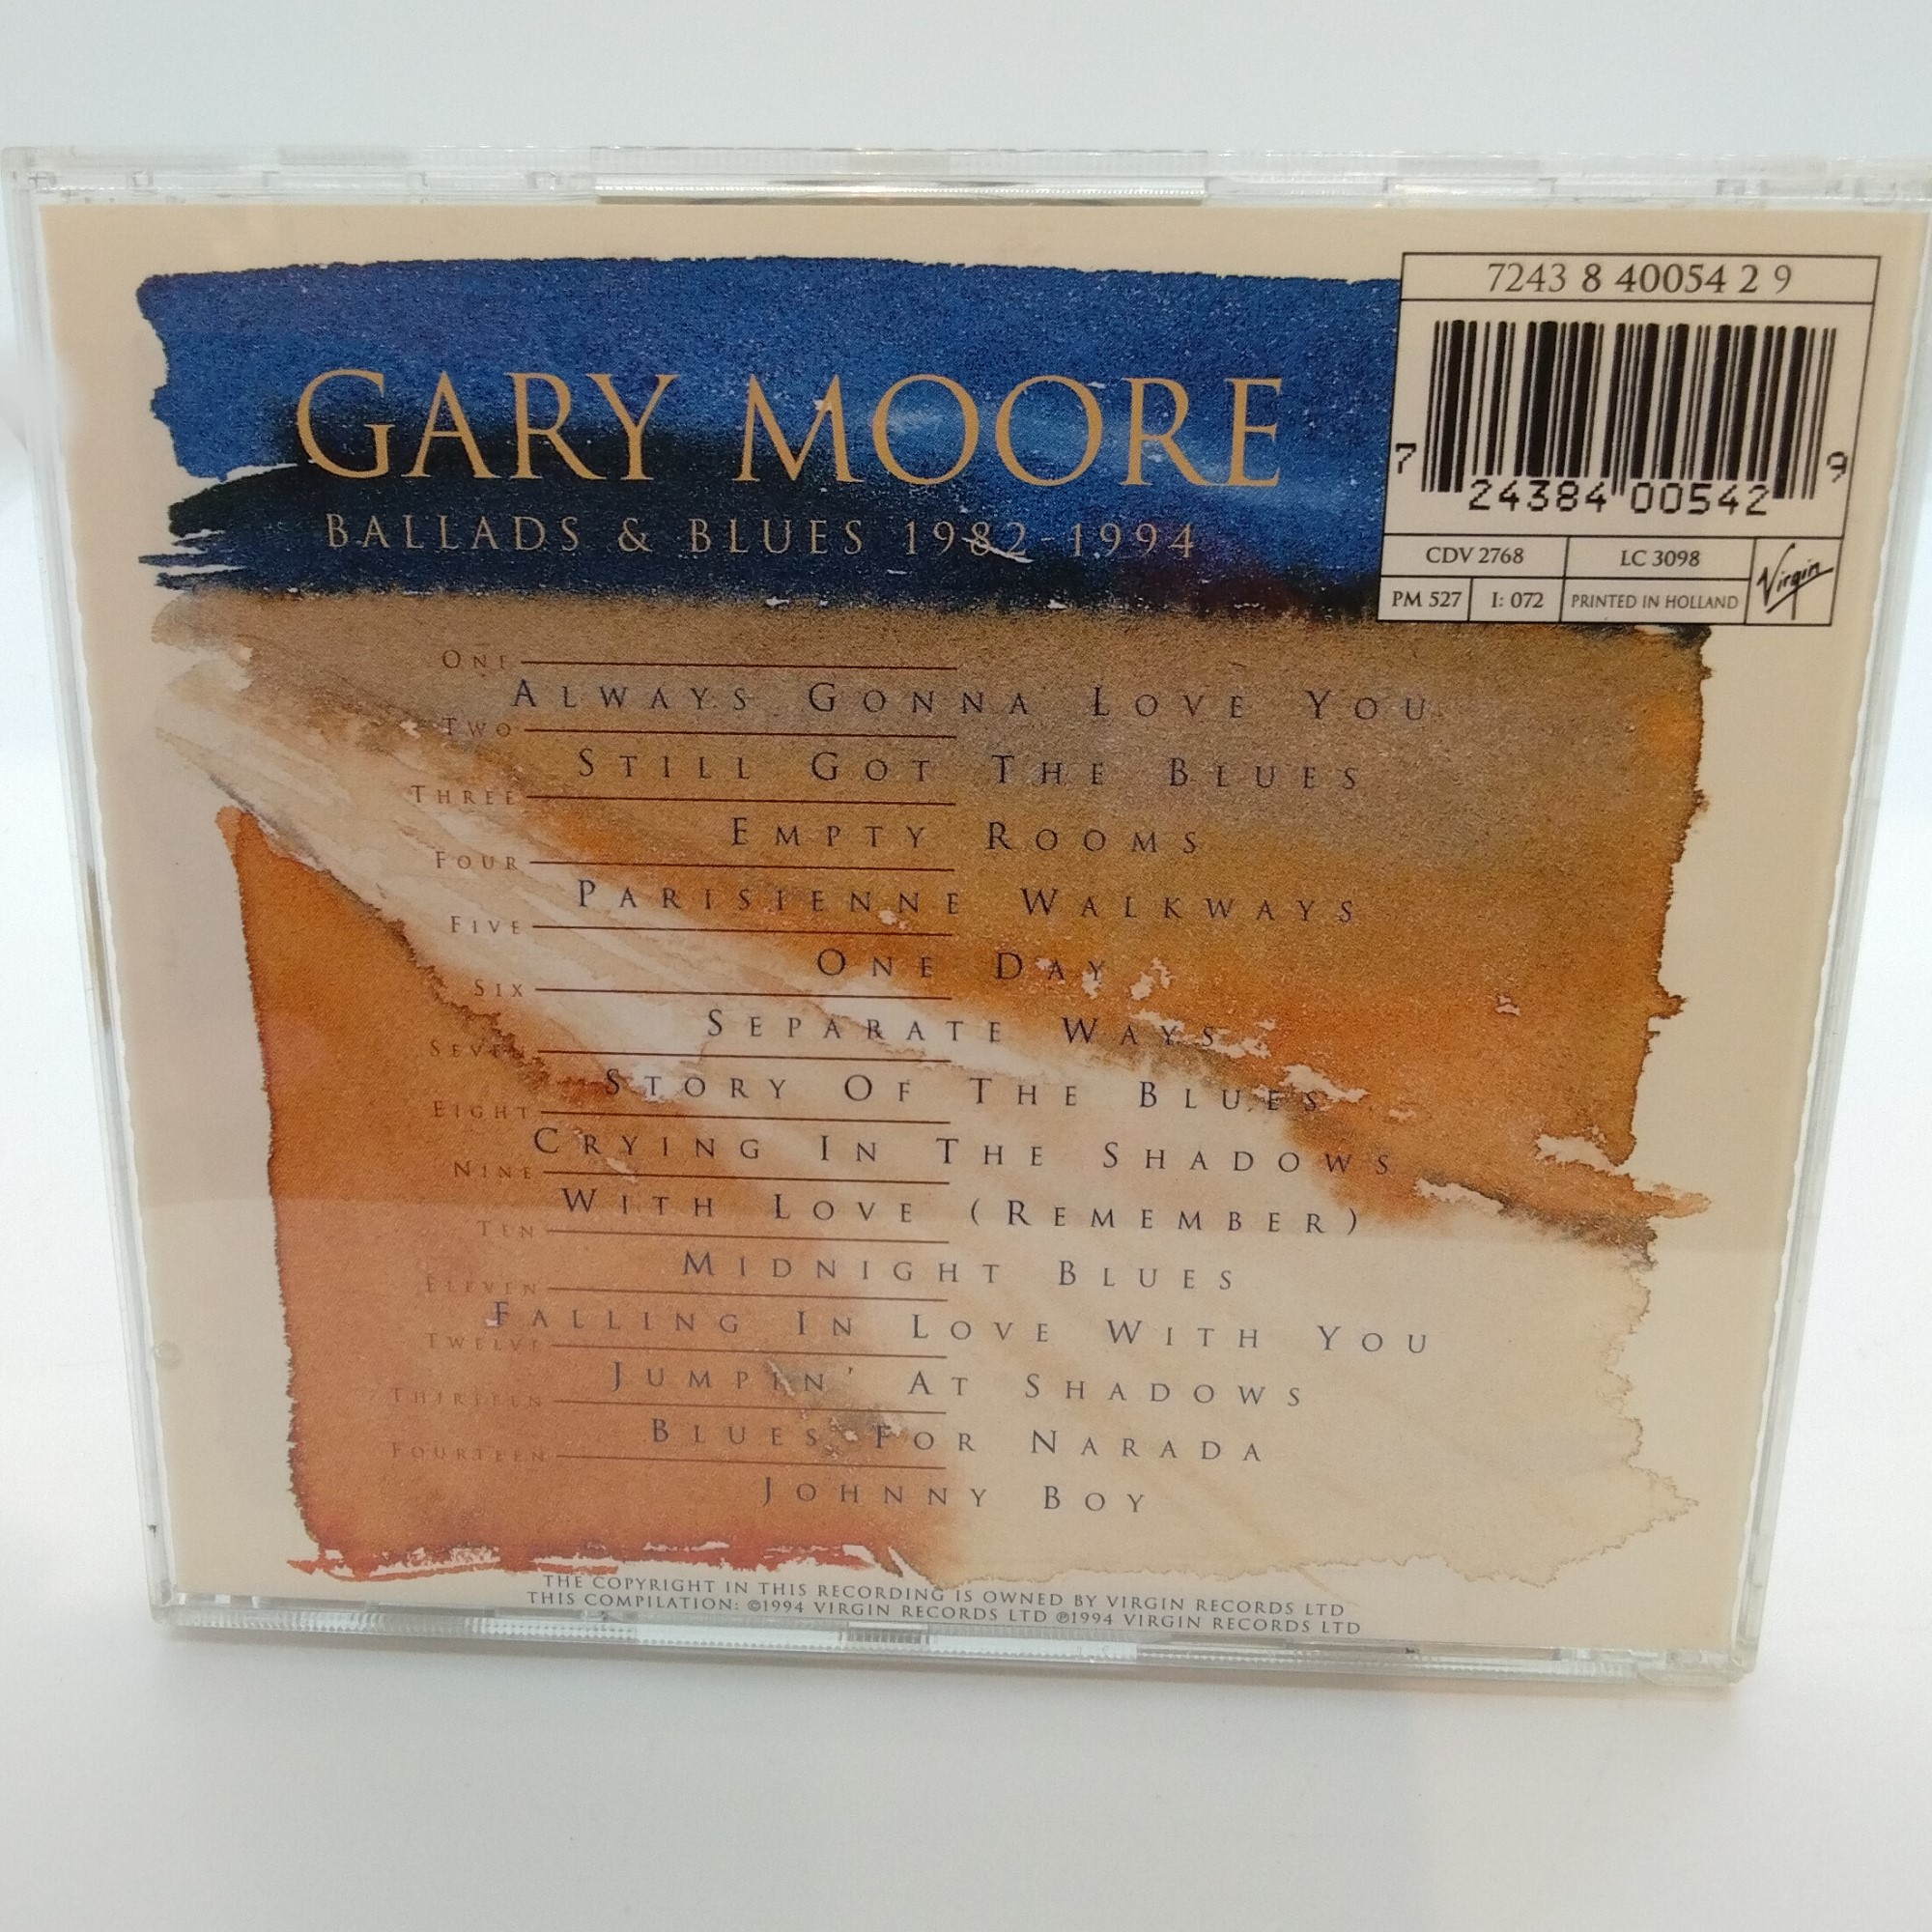 7243 8 40054 2 9
7 24384 00542 9
CDV 2768
LC 3098
PM 527
I: 072
PRINTED IN HOLLAND
Virgin
GARY MOORE
BALLADS & BLUES 1982-1994
ONE
ALWAYS GONNA LOVE YOU
TWO
STILL GOT THE BLUES
THREE
EMPTY ROOMS
FOUR
PARISIENNE WALKWAYS
FIVE
ONE DAY
SIX
SEPARATE WAYS
SEVEN
STORY OF THE BLUES
EIGHT
CRYING IN THE SHADOWS
NINE
WITH LOVE (REMEMBER)
TEN
MIDNIGHT BLUES
ELEVEN
FALLING IN LOVE WITH YOU
TWELVE
JUMPIN' AT SHADOWS
THIRTEEN
BLUES FOR NARADA
FOURTEEN
JOHNNY BOY
THE COPYRIGHT IN THIS RECORDING IS OWNED BY VIRGIN RECORDS LTD
THIS COMPILATION: ©1994 VIRGIN RECORDS LTD ℗1994 VIRGIN RECORDS LTD